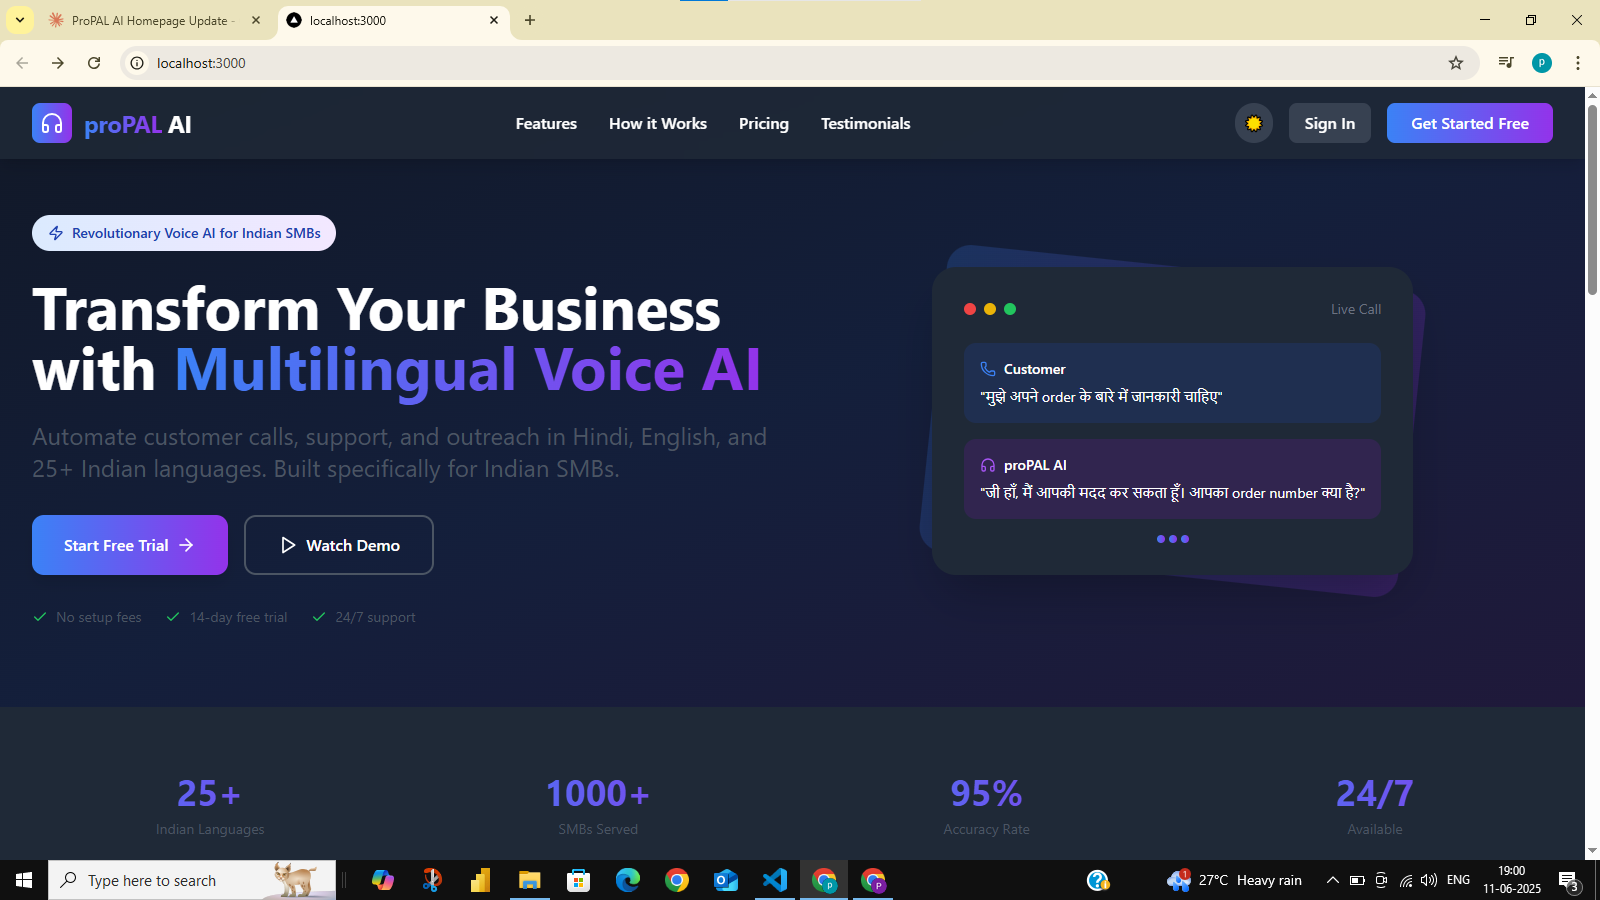 ProPAL AI Homepage Update -
localhost:3000
localhost:3000
P
proPAL AI
Features
How it Works
Pricing
Testimonials
Sign In
Get Started Free
Revolutionary Voice AI for Indian SMBs
Transform Your Business
with Multilingual Voice AI
Automate customer calls, support, and outreach in Hindi, English, and
25+ Indian languages. Built specifically for Indian SMBs.
Start Free Trial
Watch Demo
No setup fees
14-day free trial
24/7 support
Live Call
Customer
"मुझे अपने order के बारे में जानकारी चाहिए"
proPAL AI
"जी हाँ, मैं आपकी मदद कर सकता हूँ। आपका order number क्या है?"
25+
Indian Languages
1000+
SMBs Served
95%
Accuracy Rate
24/7
Available
Type here to search
P
P
1
27°C Heavy rain
ENG
19:00
11-06-2025
3